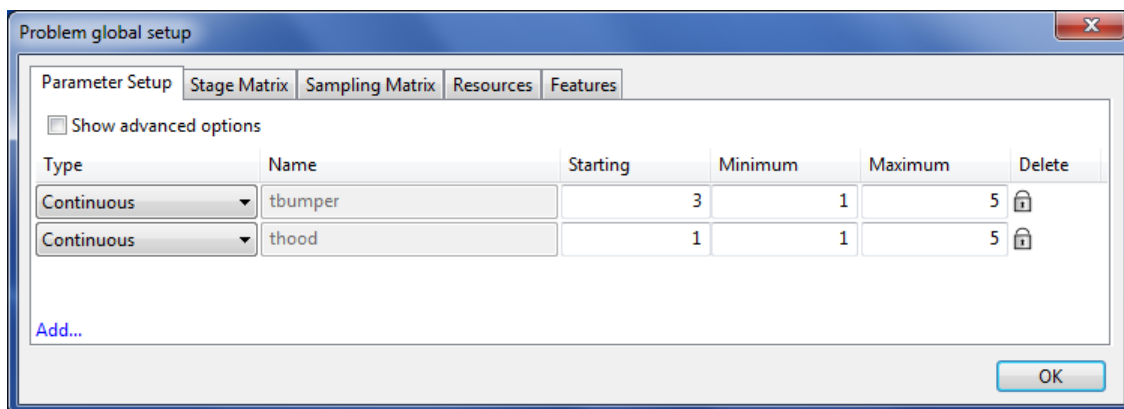 Problem global setup
Parameter Setup Stage Matrix Sampling Matrix Resources Features
Show advanced options
Type Name Starting Minimum Maximum Delete
Continuous tbumper 3 1 5
Continuous thood 1 1 5
Add...
OK